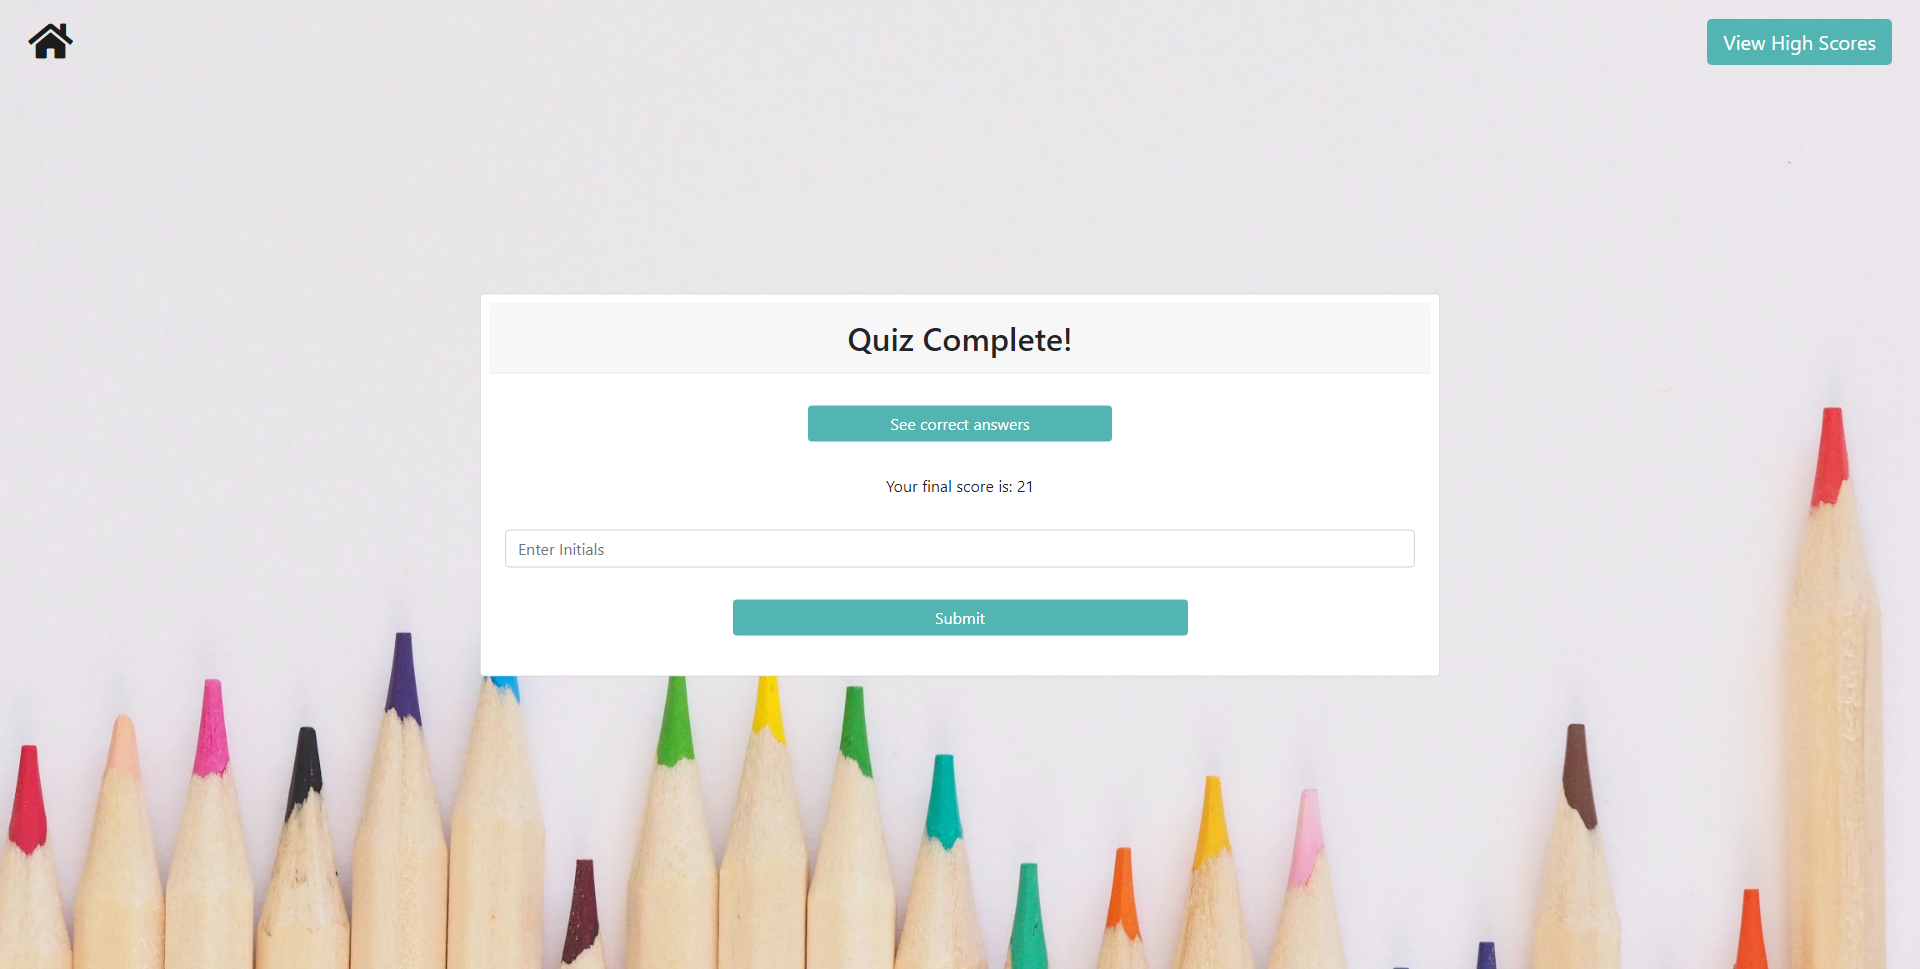 View High Scores
Quiz Complete!
See correct answers
Your final score is: 21
Enter Initials
Submit